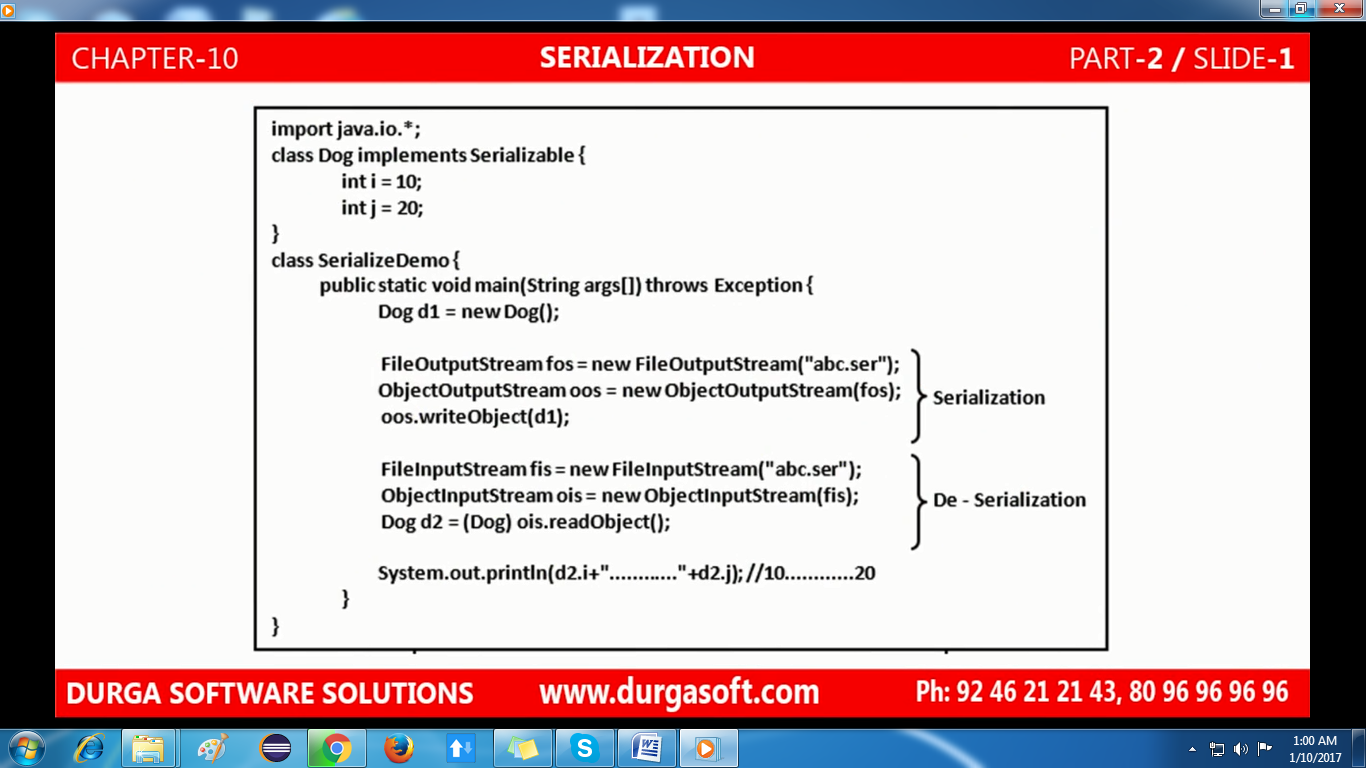 CHAPTER-10 SERIALIZATION PART-2 / SLIDE-1
import java.io.*;
class Dog implements Serializable {
int i = 10;
int j = 20;
}
class SerializeDemo {
public static void main(String args[]) throws Exception {
Dog d1 = new Dog();
FileOutputStream fos = new FileOutputStream("abc.ser");
ObjectOutputStream oos = new ObjectOutputStream(fos);
oos.writeObject(d1);
Serialization
FileInputStream fis = new FileInputStream("abc.ser");
ObjectInputStream ois = new ObjectInputStream(fis);
Dog d2 = (Dog) ois.readObject();
De - Serialization
System.out.println(d2.i+"............"+d2.j); //10............20
}
}
DURGA SOFTWARE SOLUTIONS www.durgasoft.com Ph: 92 46 21 21 43, 80 96 96 96 96
1:00 AM
1/10/2017